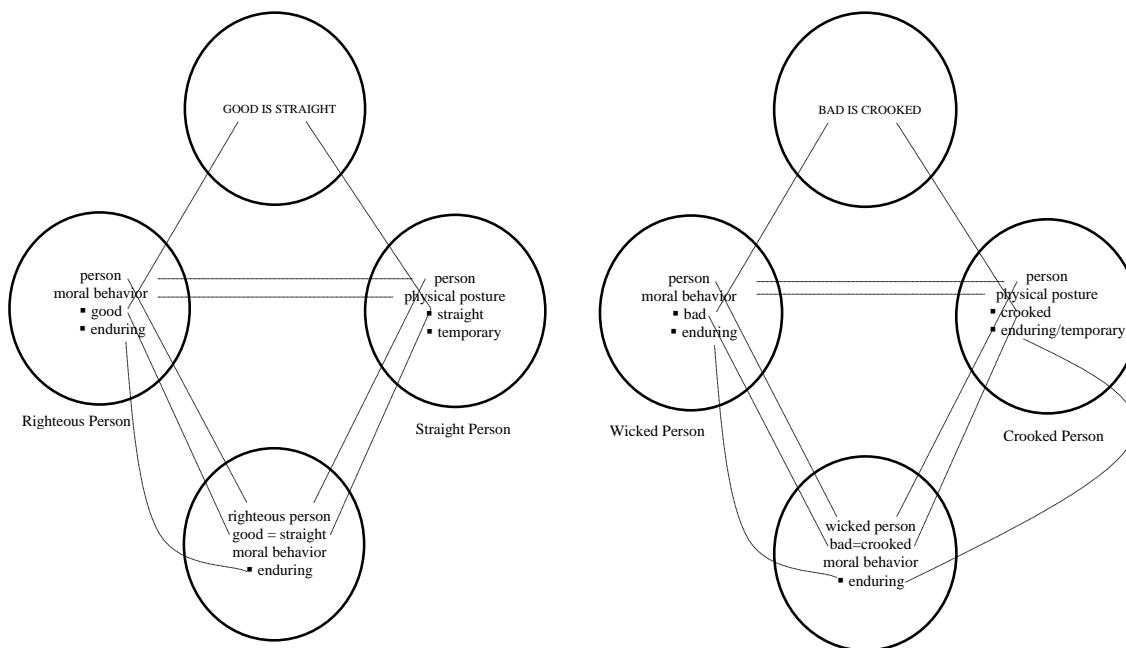 GOOD IS STRAIGHT
person
moral behavior
▪ good
▪ enduring
Righteous Person
person
physical posture
▪ straight
▪ temporary
Straight Person
righteous person
good = straight
moral behavior
▪ enduring
BAD IS CROOKED
person
moral behavior
▪ bad
▪ enduring
Wicked Person
person
physical posture
▪ crooked
▪ enduring/temporary
Crooked Person
wicked person
bad=crooked
moral behavior
▪ enduring